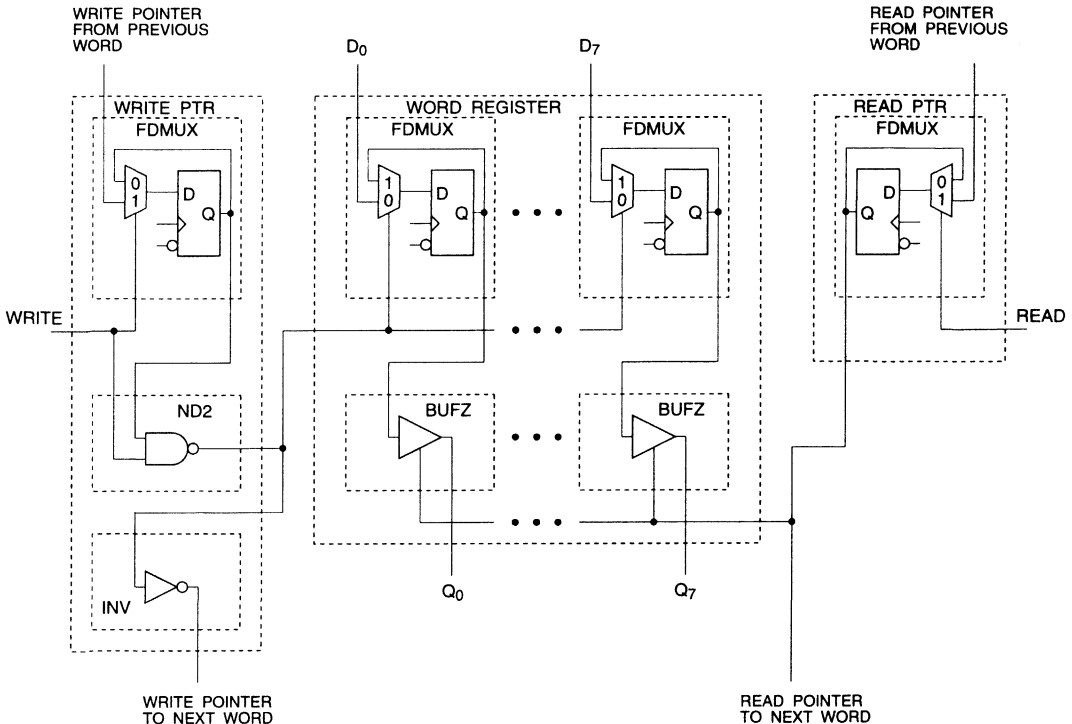 WRITE POINTER
FROM PREVIOUS
WORD
READ POINTER
FROM PREVIOUS
WORD
D0
D7
WRITE PTR
WORD REGISTER
READ PTR
FDMUX
FDMUX
FDMUX
FDMUX
0
1
D
Q
1
0
D
Q
1
0
D
Q
D
Q
0
1
WRITE
READ
ND2
BUFZ
BUFZ
INV
Q0
Q7
WRITE POINTER
TO NEXT WORD
READ POINTER
TO NEXT WORD